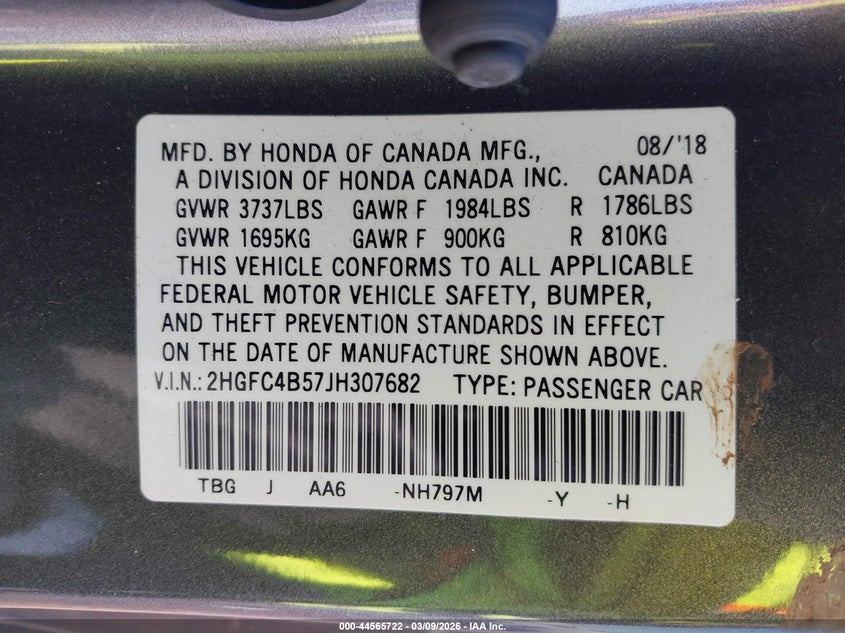 MFD. BY HONDA OF CANADA MFG., 08/'18
A DIVISION OF HONDA CANADA INC. CANADA
GVWR 3737LBS GAWR F 1984LBS R 1786LBS
GVWR 1695KG GAWR F 900KG R 810KG
THIS VEHICLE CONFORMS TO ALL APPLICABLE
FEDERAL MOTOR VEHICLE SAFETY, BUMPER,
AND THEFT PREVENTION STANDARDS IN EFFECT
ON THE DATE OF MANUFACTURE SHOWN ABOVE.
V.I.N.: 2HGFC4B57JH307682 TYPE: PASSENGER CAR
TBG J AA6 -NH797M -Y -H
000-44565722 - 03/09/2026 - IAA Inc.